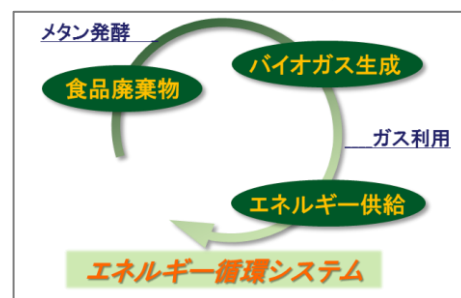 メタン発酵
食品廃棄物
バイオガス生成
ガス利用
エネルギー供給
エネルギー循環システム